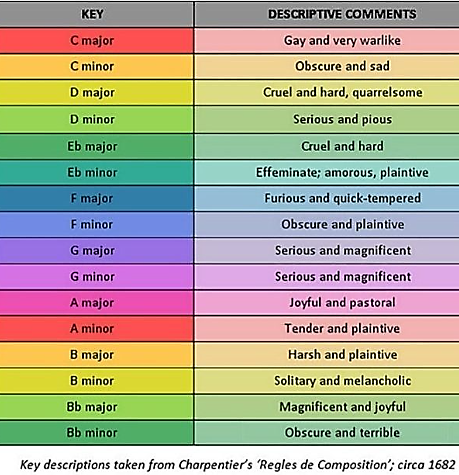 KEY DESCRIPTIVE COMMENTS
C major Gay and very warlike
C minor Obscure and sad
D major Cruel and hard, quarrelsome
D minor Serious and pious
Eb major Cruel and hard
Eb minor Effeminate; amorous, plaintive
F major Furious and quick-tempered
F minor Obscure and plaintive
G major Serious and magnificent
G minor Serious and magnificent
A major Joyful and pastoral
A minor Tender and plaintive
B major Harsh and plaintive
B minor Solitary and melancholic
Bb major Magnificent and joyful
Bb minor Obscure and terrible
Key descriptions taken from Charpentier's 'Regles de Composition'; circa 1682